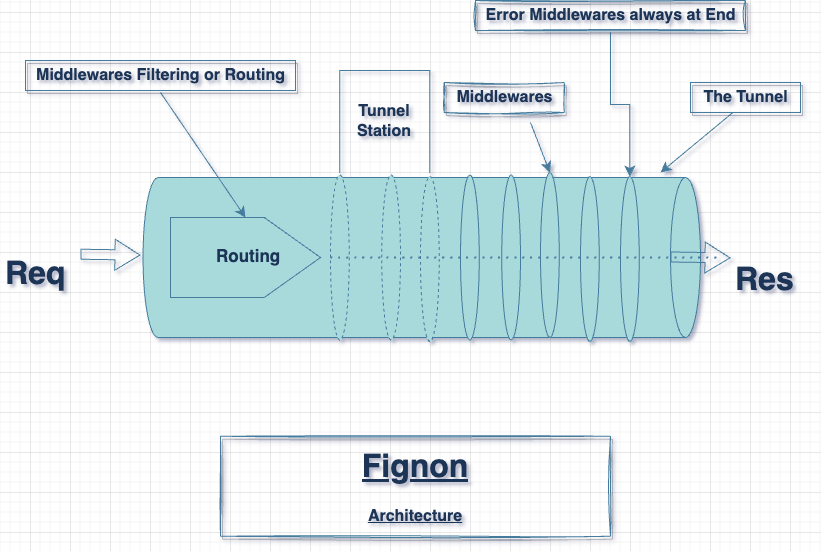 Error Middlewares always at End
Middlewares Filtering or Routing
Tunnel
Station
Middlewares
The Tunnel
Routing
Req
Res
Fignon
Architecture